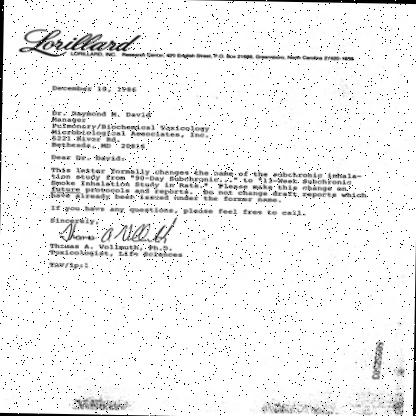 Lorillard
LORILLARD, INC. Research Center, 420 English Street, P.O. Box 21688, Greensboro, North Carolina 27420-1688
December 18, 1986
Dr. Raymond M. David
Manager
Pulmonary/Biochemical Toxicology
Microbiological Associates, Inc.
5221 River Rd.
Bethesda, MD 20816
Dear Dr. David:
This letter formally changes the name of the subchronic inhala-
tion study from "90-Day Subchronic..." to "13-Week Subchronic
Smoke Inhalation Study in Rats.". Please make this change on
future protocols and reports. Do not change draft reports which
have already been issued under the former name.
If you have any questions, please feel free to call.
Sincerely,
Thomas A. Vollmuth, Ph.D.
Toxicologist, Life Sciences
TAV/lp:1